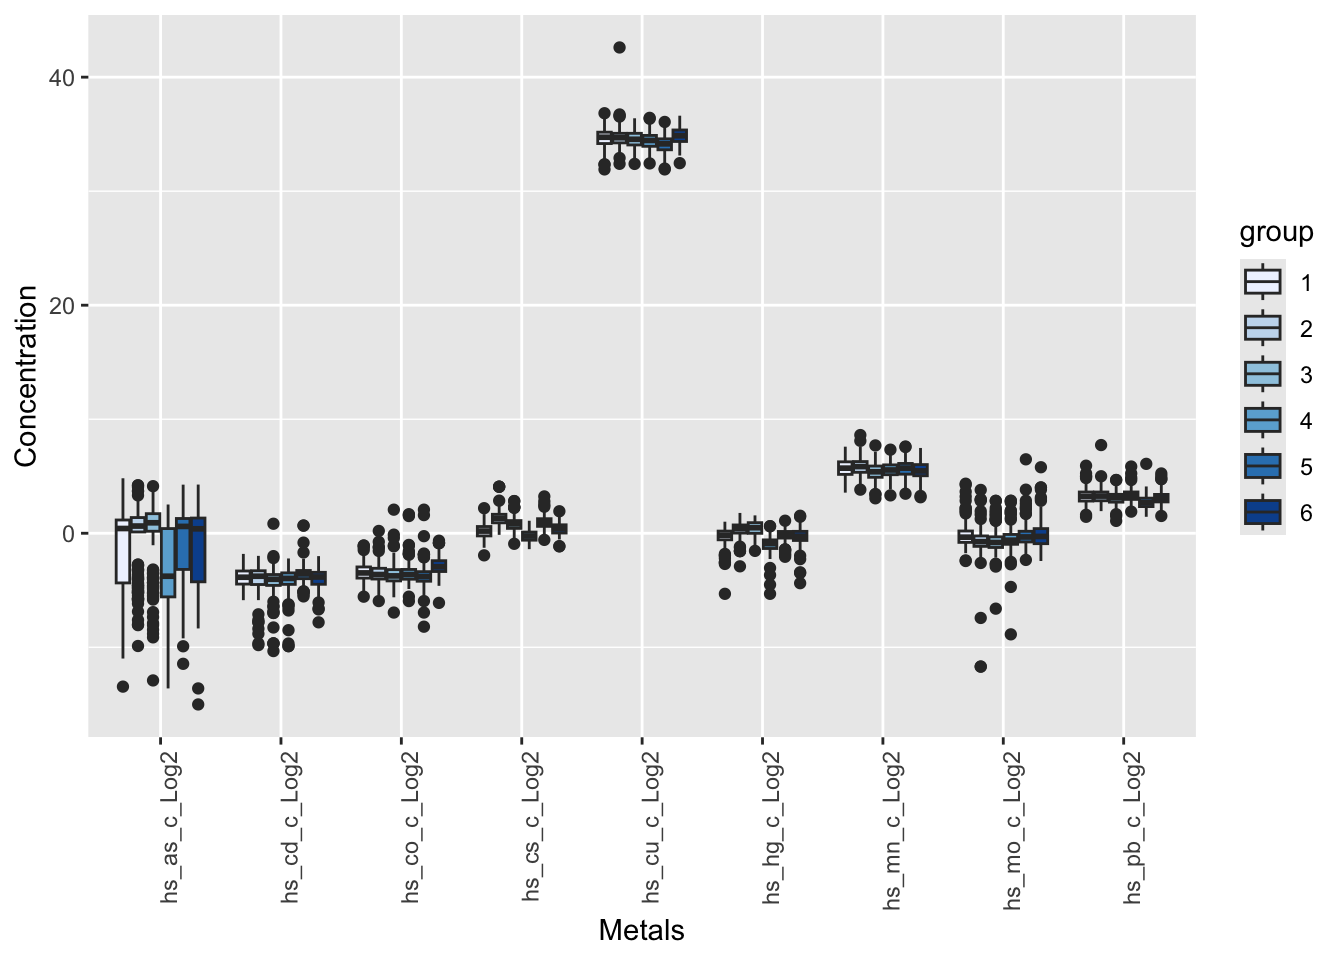 40
20
0
Concentration
hs_as_c_Log2
hs_cd_c_Log2
hs_co_c_Log2
hs_cs_c_Log2
hs_cu_c_Log2
hs_hg_c_Log2
hs_mn_c_Log2
hs_mo_c_Log2
hs_pb_c_Log2
Metals
group
1
2
3
4
5
6